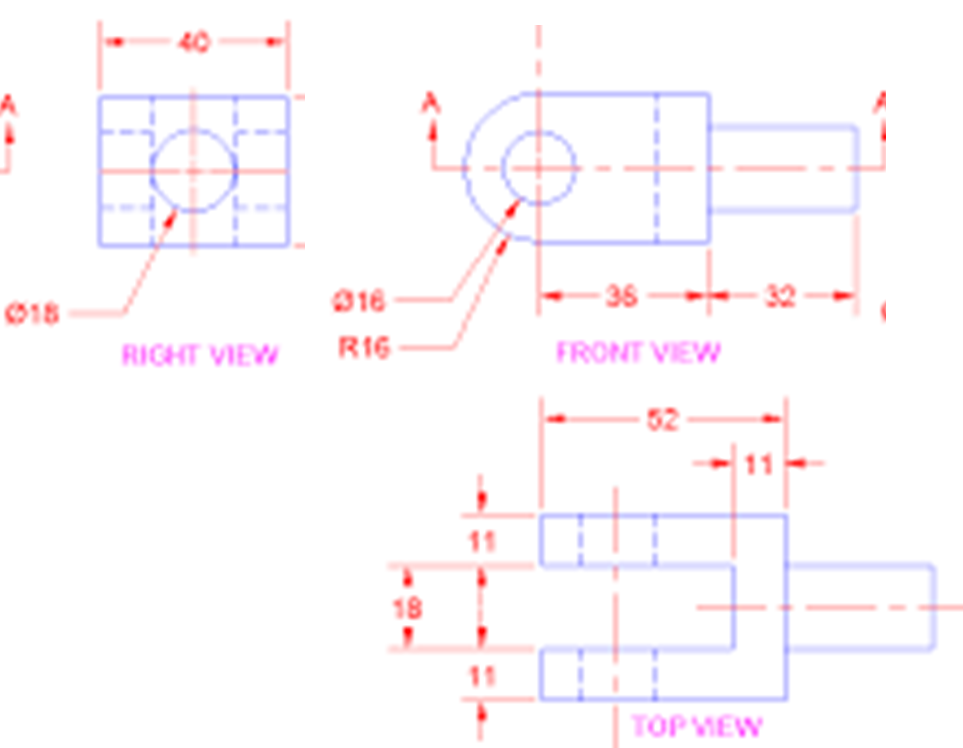 40
A
A
A
Ø18
Ø16
R16
36
32
RIGHT VIEW
FRONT VIEW
52
11
11
18
11
TOP VIEW